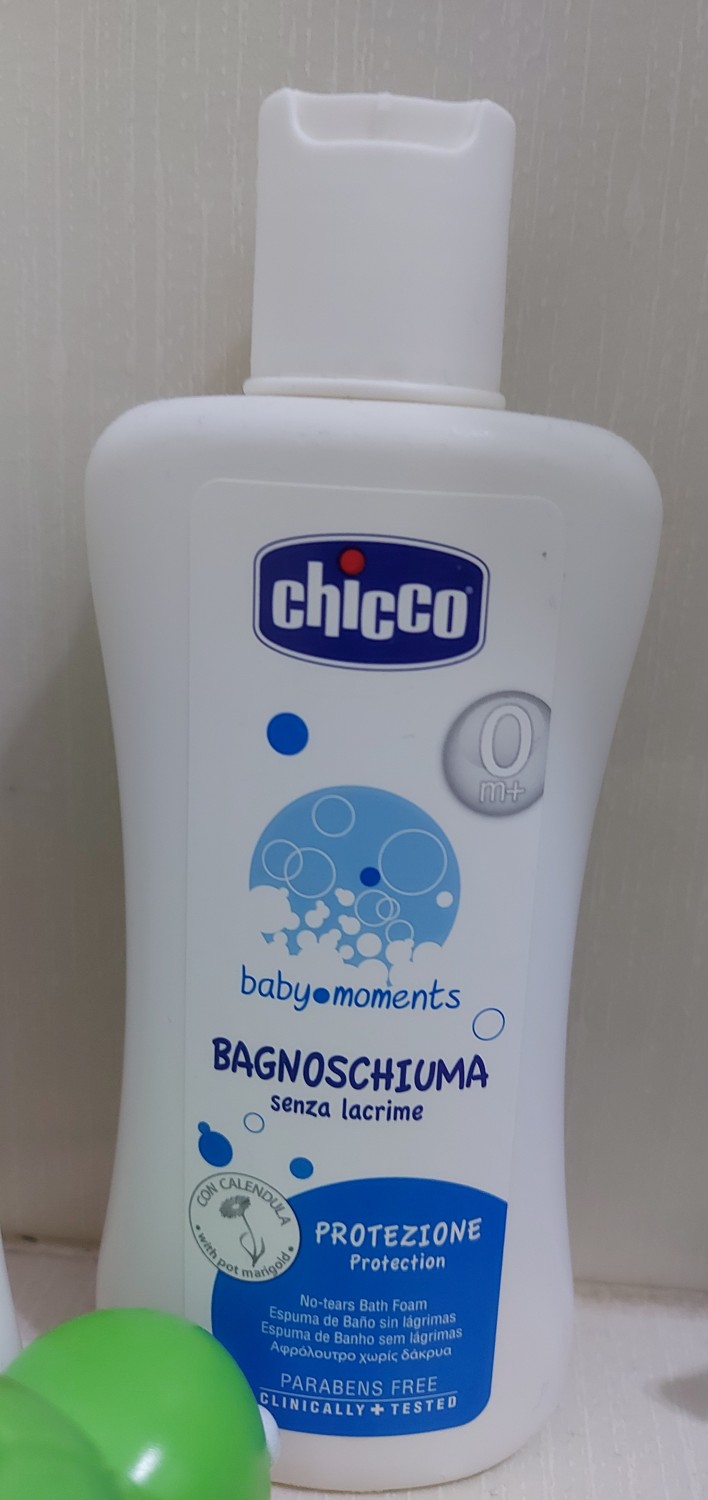 chicco
0
m+
baby moments
BAGNOSCHIUMA
senza lacrime
CON CALENDULA
• with pot marigold •
PROTEZIONE
Protection
No-tears Bath Foam
Espuma de Baño sin lágrimas
Espuma de Banho sem lágrimas
Αφρόλουτρο χωρίς δάκρυα
PARABENS FREE
CLINICALLY + TESTED